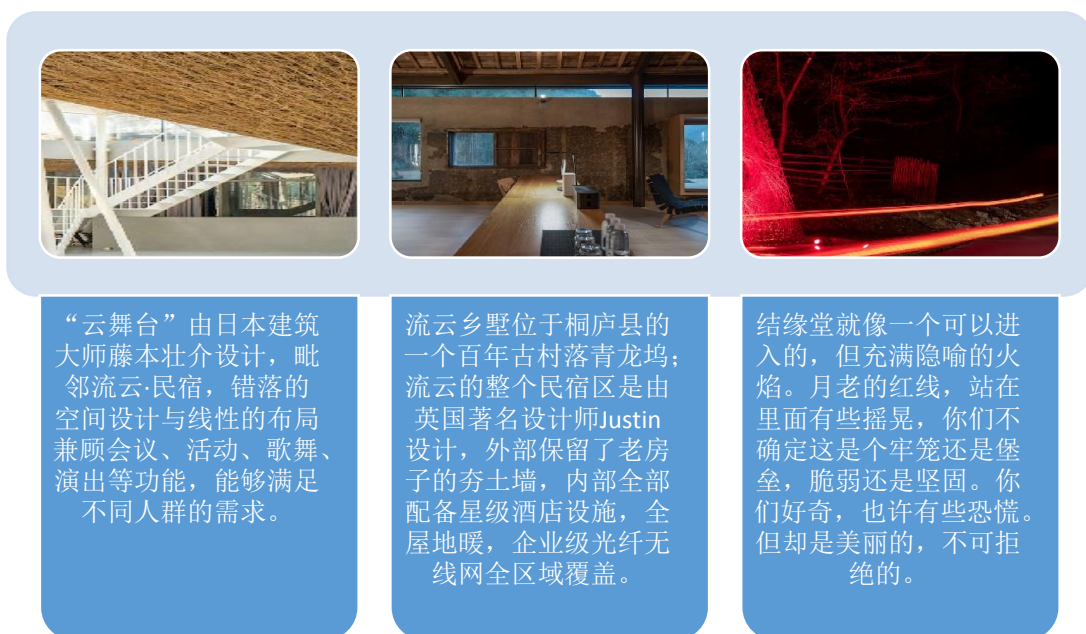 “云舞台”由日本建筑
大师藤本壮介设计，毗
邻流云·民宿，错落的
空间设计与线性的布局
兼顾会议、活动、歌舞、
演出等功能，能够满足
不同人群的需求。
流云乡墅位于桐庐县的
一个百年古村落青龙坞；
流云的整个民宿区是由
英国著名设计师Justin
设计，外部保留了老房
子的夯土墙，内部全部
配备星级酒店设施，全
屋地暖，企业级光纤无
线网全区域覆盖。
结缘堂就像一个可以进
入的，但充满隐喻的火
焰。月老的红线，站在
里面有些摇晃，你们不
确定这是个牢笼还是堡
垒，脆弱还是坚固。你
们好奇，也许有些恐慌。
但却是美丽的，不可拒
绝的。